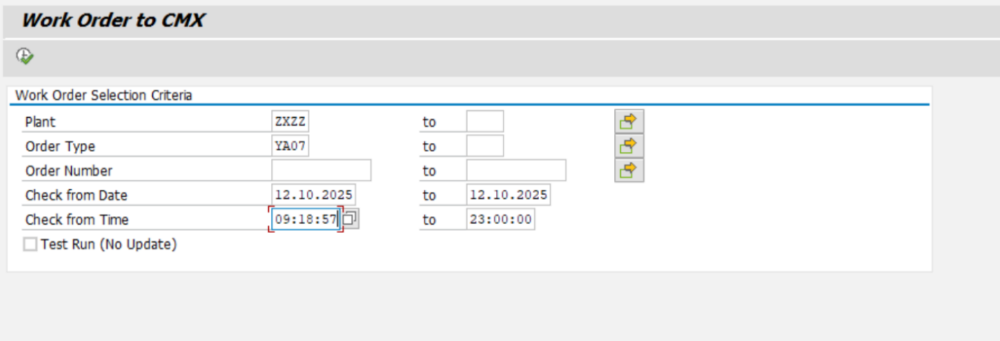 Work Order to CMX
Work Order Selection Criteria
Plant ZXZZ to
Order Type YA07 to
Order Number to
Check from Date 12.10.2025 to 12.10.2025
Check from Time 09:18:57 to 23:00:00
Test Run (No Update)